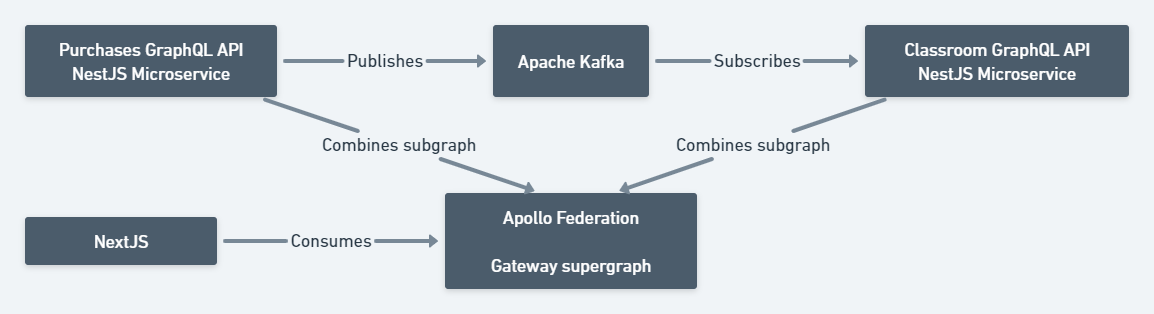 Purchases GraphQL API
NestJS Microservice
Publishes
Apache Kafka
Subscribes
Classroom GraphQL API
NestJS Microservice
Combines subgraph
Combines subgraph
NextJS
Consumes
Apollo Federation
Gateway supergraph